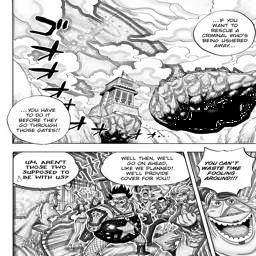 ...IF YOU
WANT TO
RESCUE A
CRIMINAL WHO'S
BEING USHERED
AWAY...
...YOU HAVE
TO DO IT
BEFORE THEY
GO THROUGH
THOSE GATES!!
YOU CAN'T
WASTE TIME
FOOLING
AROUND!!!
WELL THEN, WE'LL
GO ON AHEAD,
LIKE WE PLANNED!
WE'LL PROVIDE
COVER FOR YOU!!
UM, AREN'T
THOSE TWO
SUPPOSED TO
BE WITH US?